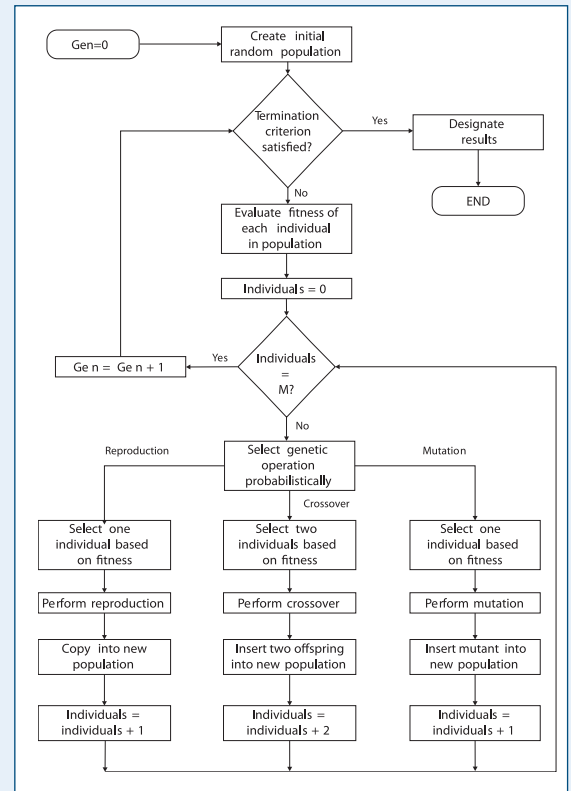 Gen=0
Create initial
random population
Termination
criterion
satisfied?
Yes
Designate
results
END
No
Evaluate fitness of
each individual
in population
Individuals = 0
Individuals
=
M?
Yes
Ge n = Ge n + 1
No
Select genetic
operation
probabilistically
Reproduction
Crossover
Mutation
Select one
individual based
on fitness
Perform reproduction
Copy into new
population
Individuals =
individuals + 1
Select two
individuals based
on fitness
Perform crossover
Insert two offspring
into new population
Individuals =
individuals + 2
Select one
individual based
on fitness
Perform mutation
Insert mutant into
new population
Individuals =
individuals + 1